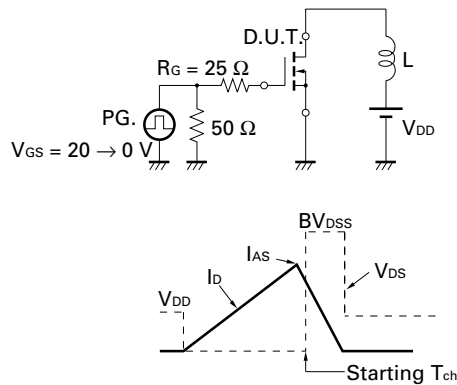 D.U.T.
RG = 25 Ω
L
PG.
50 Ω
VDD
VGS = 20 → 0 V
BVDSS
IAS
ID
VDS
VDD
Starting Tch